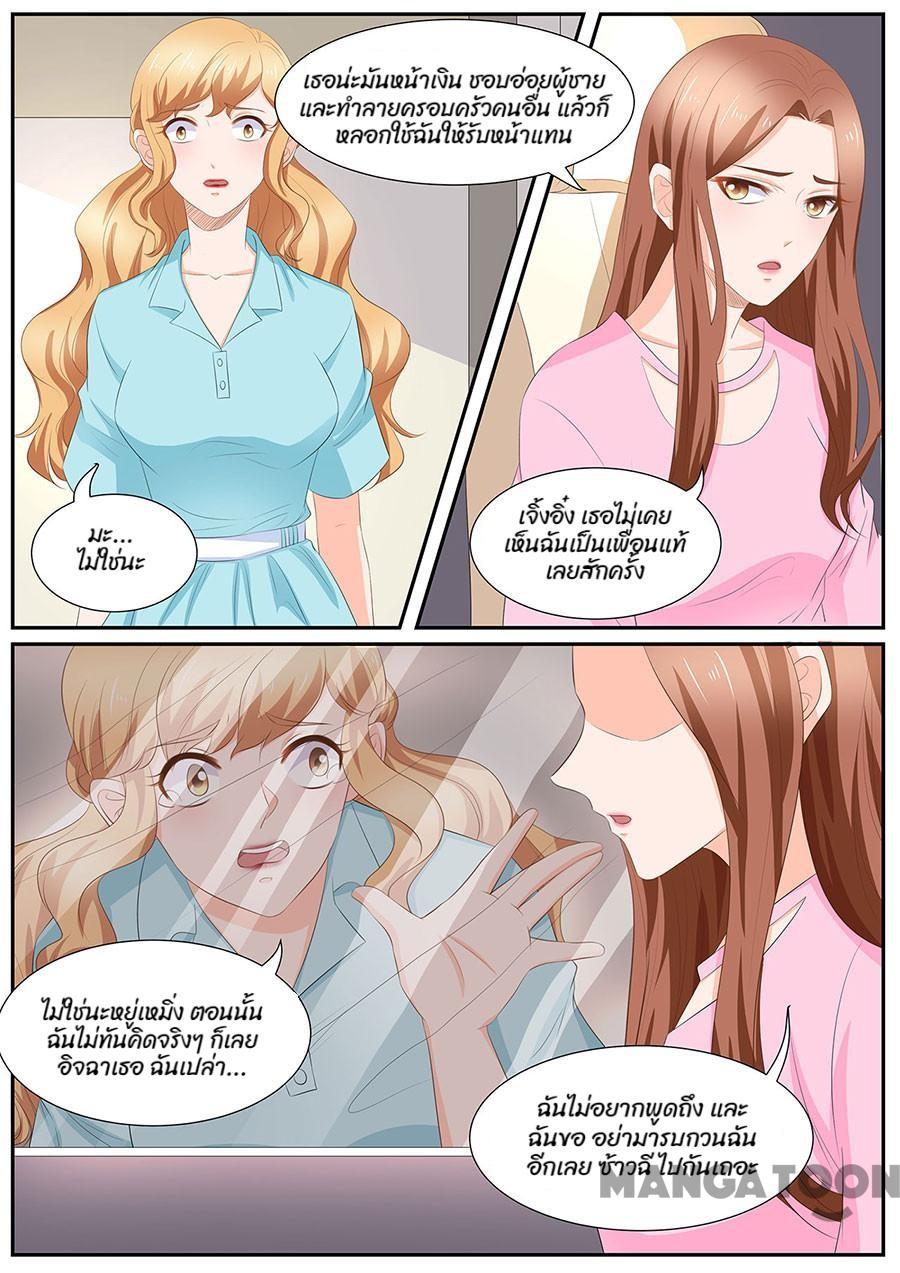 เธอน่ะมันหน้าเงิน ชอบอ่อยผู้ชาย
และทำลายครอบครัวคนอื่น แล้วก็
หลอกใช้ฉันให้รับหน้าแทน
มะ...
ไม่ใช่นะ
เจิ้งอิ๋ง เธอไม่เคย
เห็นฉันเป็นเพื่อนแท้
เลยสักครั้ง
ไม่ใช่นะหยู่เหมิ่ง ตอนนั้น
ฉันไม่ทันคิดจริงๆ ก็เลย
อิจฉาเธอ ฉันเปล่า...
ฉันไม่อยากพูดถึง และ
ฉันขอ อย่ามารบกวนฉัน
อีกเลย ซ้าวฉี ไปกันเถอะ
MANGATOON